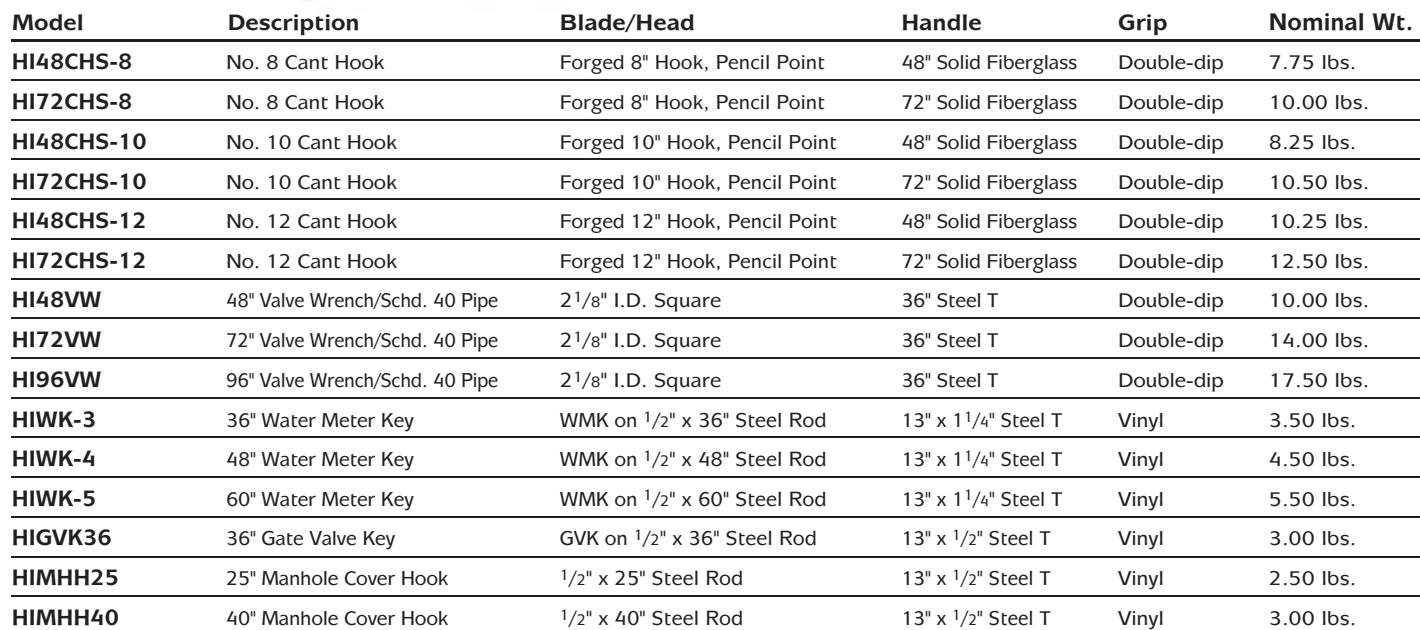 Model Description Blade/Head Handle Grip Nominal Wt.
HI48CHS-8 No. 8 Cant Hook Forged 8" Hook, Pencil Point 48" Solid Fiberglass Double-dip 7.75 lbs.
HI72CHS-8 No. 8 Cant Hook Forged 8" Hook, Pencil Point 72" Solid Fiberglass Double-dip 10.00 lbs.
HI48CHS-10 No. 10 Cant Hook Forged 10" Hook, Pencil Point 48" Solid Fiberglass Double-dip 8.25 lbs.
HI72CHS-10 No. 10 Cant Hook Forged 10" Hook, Pencil Point 72" Solid Fiberglass Double-dip 10.50 lbs.
HI48CHS-12 No. 12 Cant Hook Forged 12" Hook, Pencil Point 48" Solid Fiberglass Double-dip 10.25 lbs.
HI72CHS-12 No. 12 Cant Hook Forged 12" Hook, Pencil Point 72" Solid Fiberglass Double-dip 12.50 lbs.
HI48VW 48" Valve Wrench/Schd. 40 Pipe 2 1/8" I.D. Square 36" Steel T Double-dip 10.00 lbs.
HI72VW 72" Valve Wrench/Schd. 40 Pipe 2 1/8" I.D. Square 36" Steel T Double-dip 14.00 lbs.
HI96VW 96" Valve Wrench/Schd. 40 Pipe 2 1/8" I.D. Square 36" Steel T Double-dip 17.50 lbs.
HIWK-3 36" Water Meter Key WMK on 1/2" x 36" Steel Rod 13" x 1 1/4" Steel T Vinyl 3.50 lbs.
HIWK-4 48" Water Meter Key WMK on 1/2" x 48" Steel Rod 13" x 1 1/4" Steel T Vinyl 4.50 lbs.
HIWK-5 60" Water Meter Key WMK on 1/2" x 60" Steel Rod 13" x 1 1/4" Steel T Vinyl 5.50 lbs.
HIGVK36 36" Gate Valve Key GVK on 1/2" x 36" Steel Rod 13" x 1/2" Steel T Vinyl 3.00 lbs.
HIMHH25 25" Manhole Cover Hook 1/2" x 25" Steel Rod 13" x 1/2" Steel T Vinyl 2.50 lbs.
HIMHH40 40" Manhole Cover Hook 1/2" x 40" Steel Rod 13" x 1/2" Steel T Vinyl 3.00 lbs.